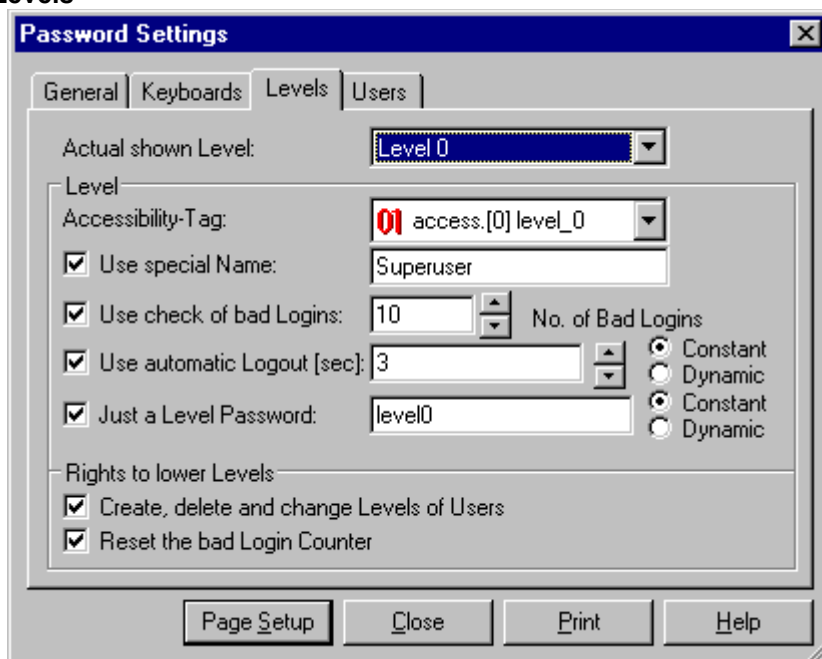 Levels
Password Settings
General Keyboards Levels Users
Actual shown Level: Level 0
Level
Accessibility-Tag: 01 access.[0] level_0
Use special Name: Superuser
Use check of bad Logins: 10 No. of Bad Logins
Use automatic Logout [sec]: 3 Constant
Dynamic
Just a Level Password: level0 Constant
Dynamic
Rights to lower Levels
Create, delete and change Levels of Users
Reset the bad Login Counter
Page Setup Close Print Help